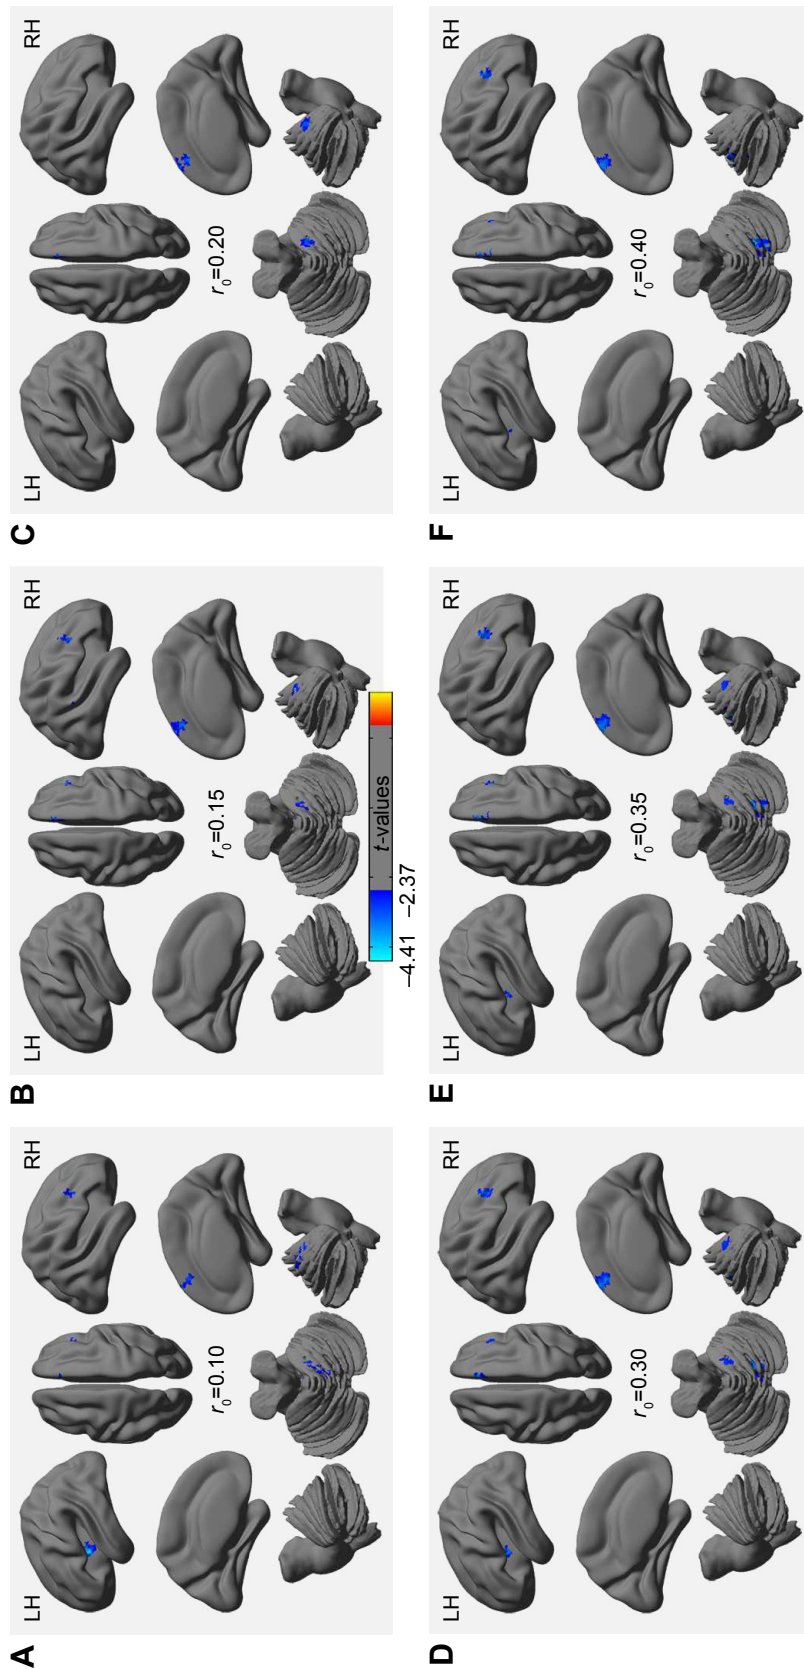 A
LH
RH
r0=0.10
B
LH
RH
r0=0.15
–4.41 –2.37
t-values
C
LH
RH
r0=0.20
D
LH
RH
r0=0.30
E
LH
RH
r0=0.35
F
LH
RH
r0=0.40